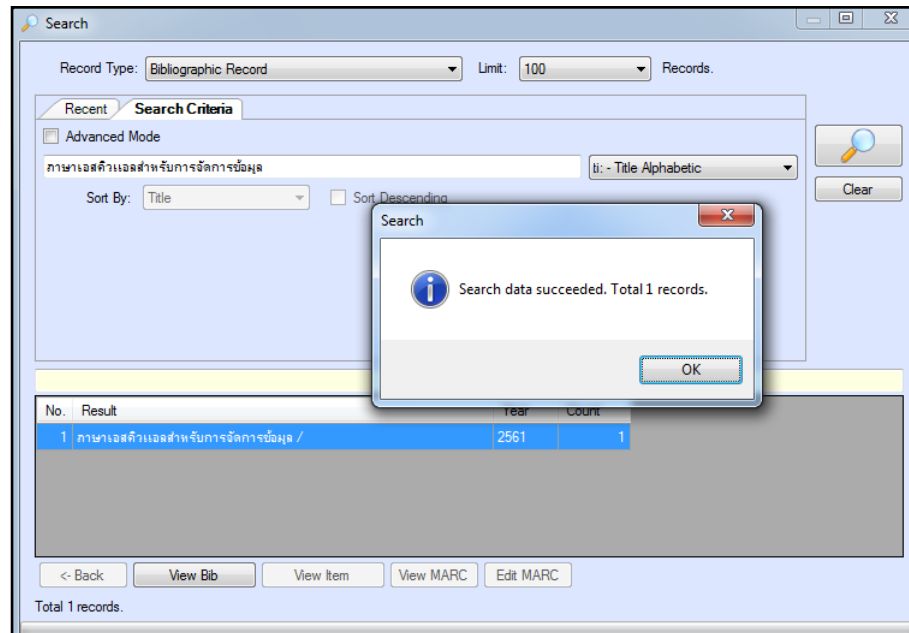 Search
Record Type: Bibliographic Record Limit: 100 Records.
Recent Search Criteria
Advanced Mode
ภาษาเอสคิวแอลสำหรับการจัดการข้อมูล ti: - Title Alphabetic
Clear
Sort By: Title Sort Descending
Search
Search data succeeded. Total 1 records.
OK
No. Result Year Count
1 ภาษาเอสคิวแอลสำหรับการจัดการข้อมูล / 2561 1
<- Back View Bib View Item View MARC Edit MARC
Total 1 records.